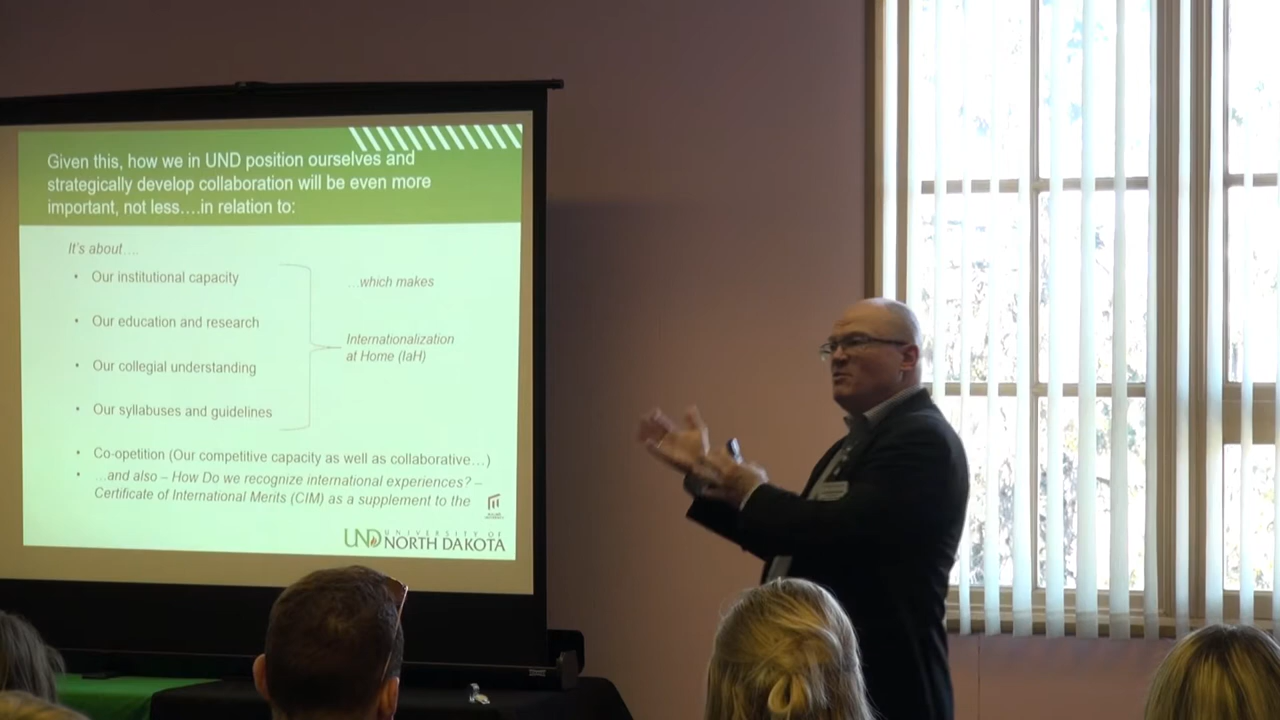 Given this, how we in UND position ourselves and
strategically develop collaboration will be even more
important, not less….in relation to:
It's about….
• Our institutional capacity
…which makes
• Our education and research
Internationalization
at Home (IaH)
• Our collegial understanding
• Our syllabuses and guidelines
• Co-opetition (Our competitive capacity as well as collaborative…)
• …and also – How Do we recognize international experiences? –
Certificate of International Merits (CIM) as a supplement to the
UND UNIVERSITY OF
NORTH DAKOTA